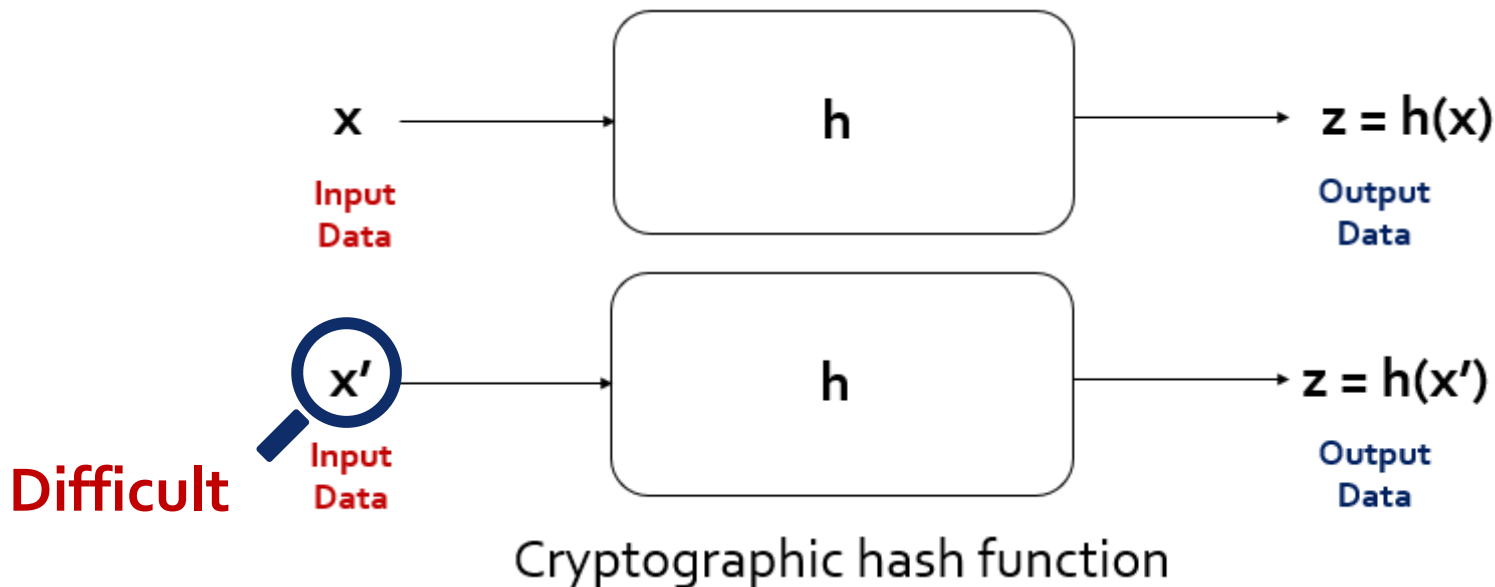 x
h
z = h(x)
Input
Data
Output
Data
x'
h
z = h(x')
Difficult
Input
Data
Output
Data
Cryptographic hash function